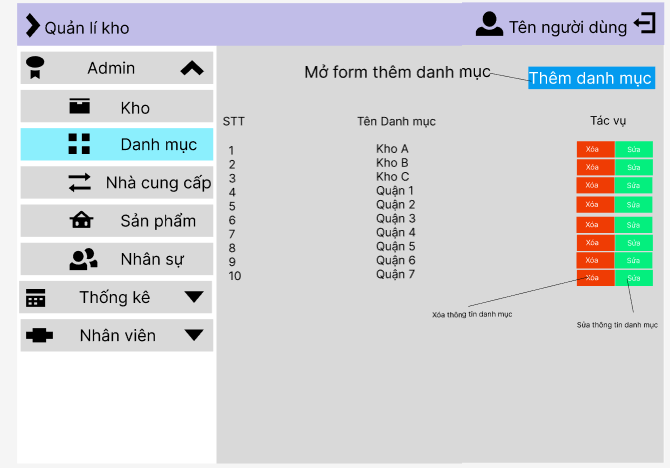 Quản lí kho
Tên người dùng
Admin
Kho
Danh mục
Nhà cung cấp
Sản phẩm
Nhân sự
Thống kê
Nhân viên
Mở form thêm danh mục
Thêm danh mục
STT Tên Danh mục Tác vụ
1 Kho A Xóa Sửa
2 Kho B Xóa Sửa
3 Kho C Xóa Sửa
4 Quận 1 Xóa Sửa
5 Quận 2 Xóa Sửa
6 Quận 3 Xóa Sửa
7 Quận 4 Xóa Sửa
8 Quận 5 Xóa Sửa
9 Quận 6 Xóa Sửa
10 Quận 7 Xóa Sửa
Xóa thông tin danh mục
Sửa thông tin danh mục